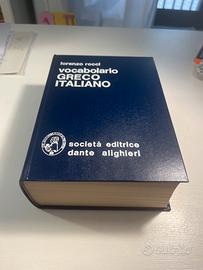 lorenzo rocci
vocabolario
GRECO
ITALIANO
società editrice
dante alighieri